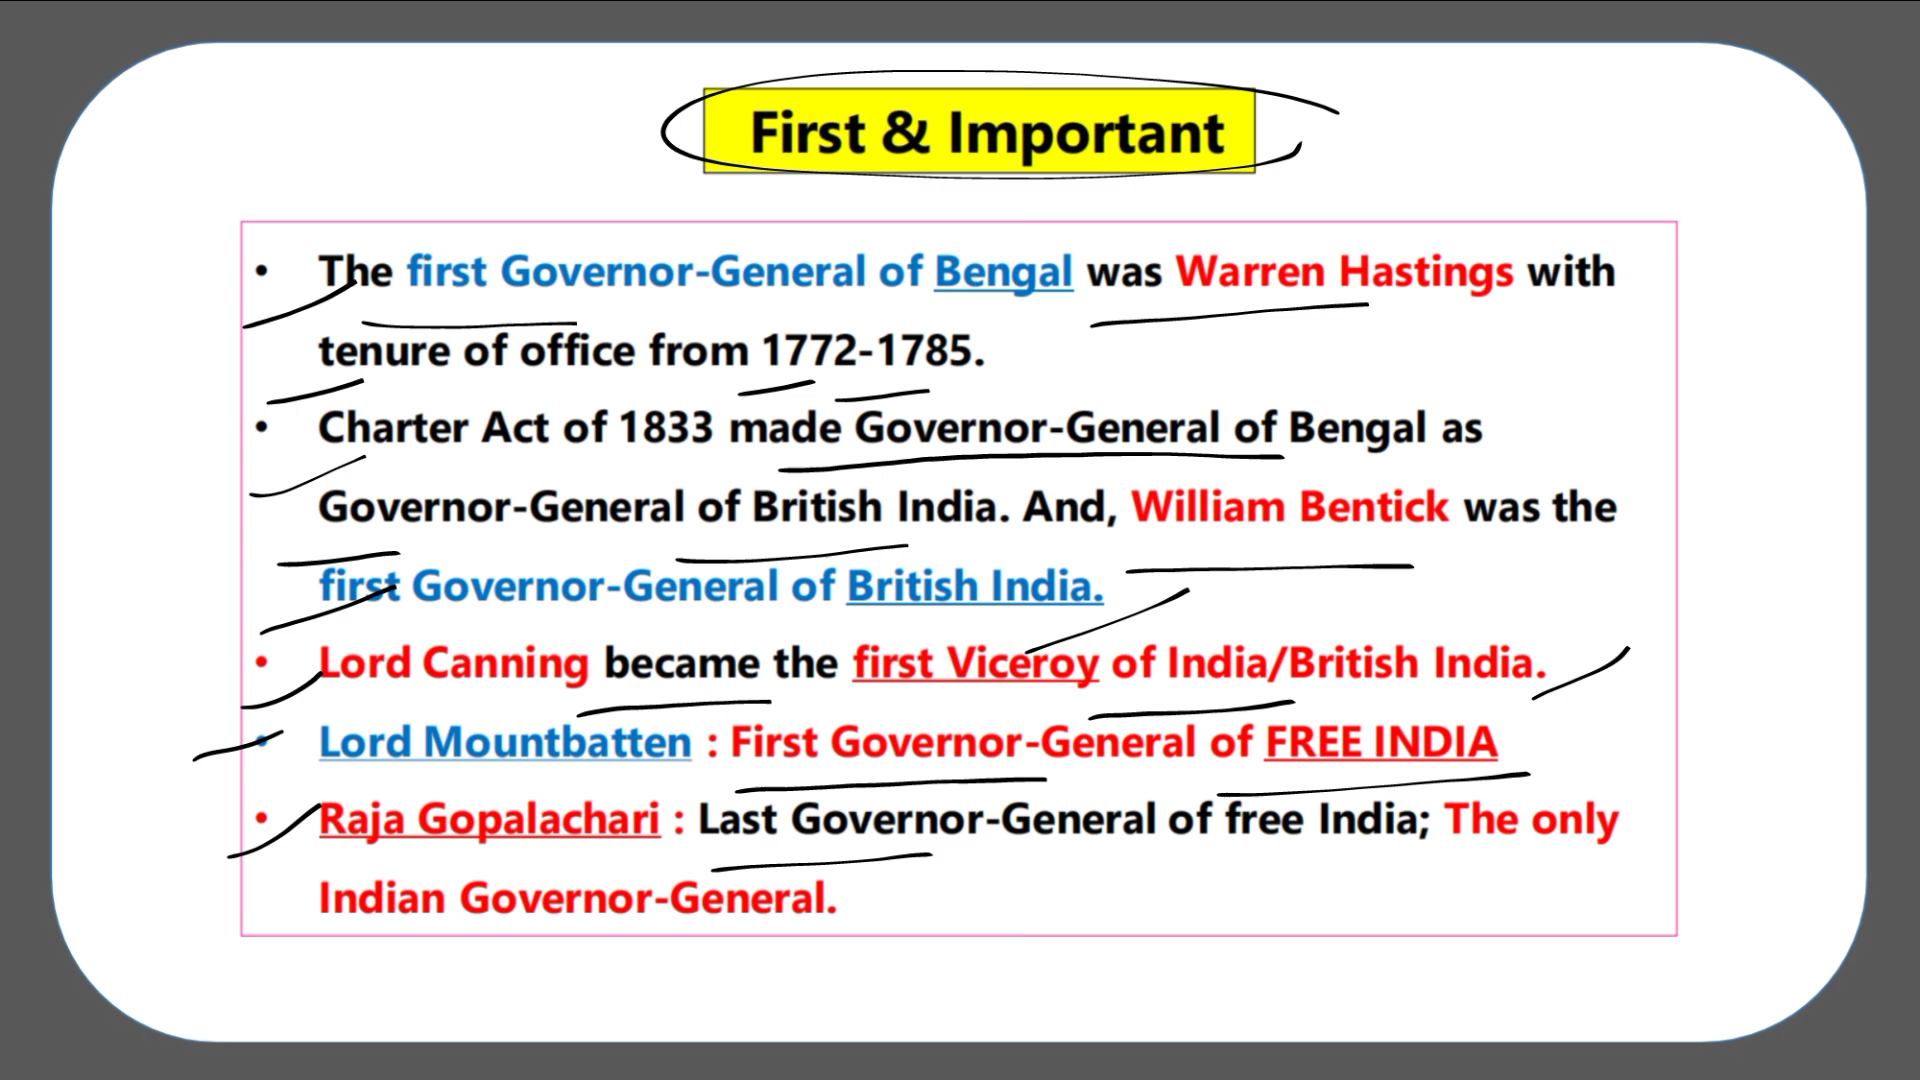 First & Important
• The first Governor-General of Bengal was Warren Hastings with
tenure of office from 1772-1785.
• Charter Act of 1833 made Governor-General of Bengal as
Governor-General of British India. And, William Bentick was the
first Governor-General of British India.
• Lord Canning became the first Viceroy of India/British India.
• Lord Mountbatten : First Governor-General of FREE INDIA
• Raja Gopalachari : Last Governor-General of free India; The only
Indian Governor-General.